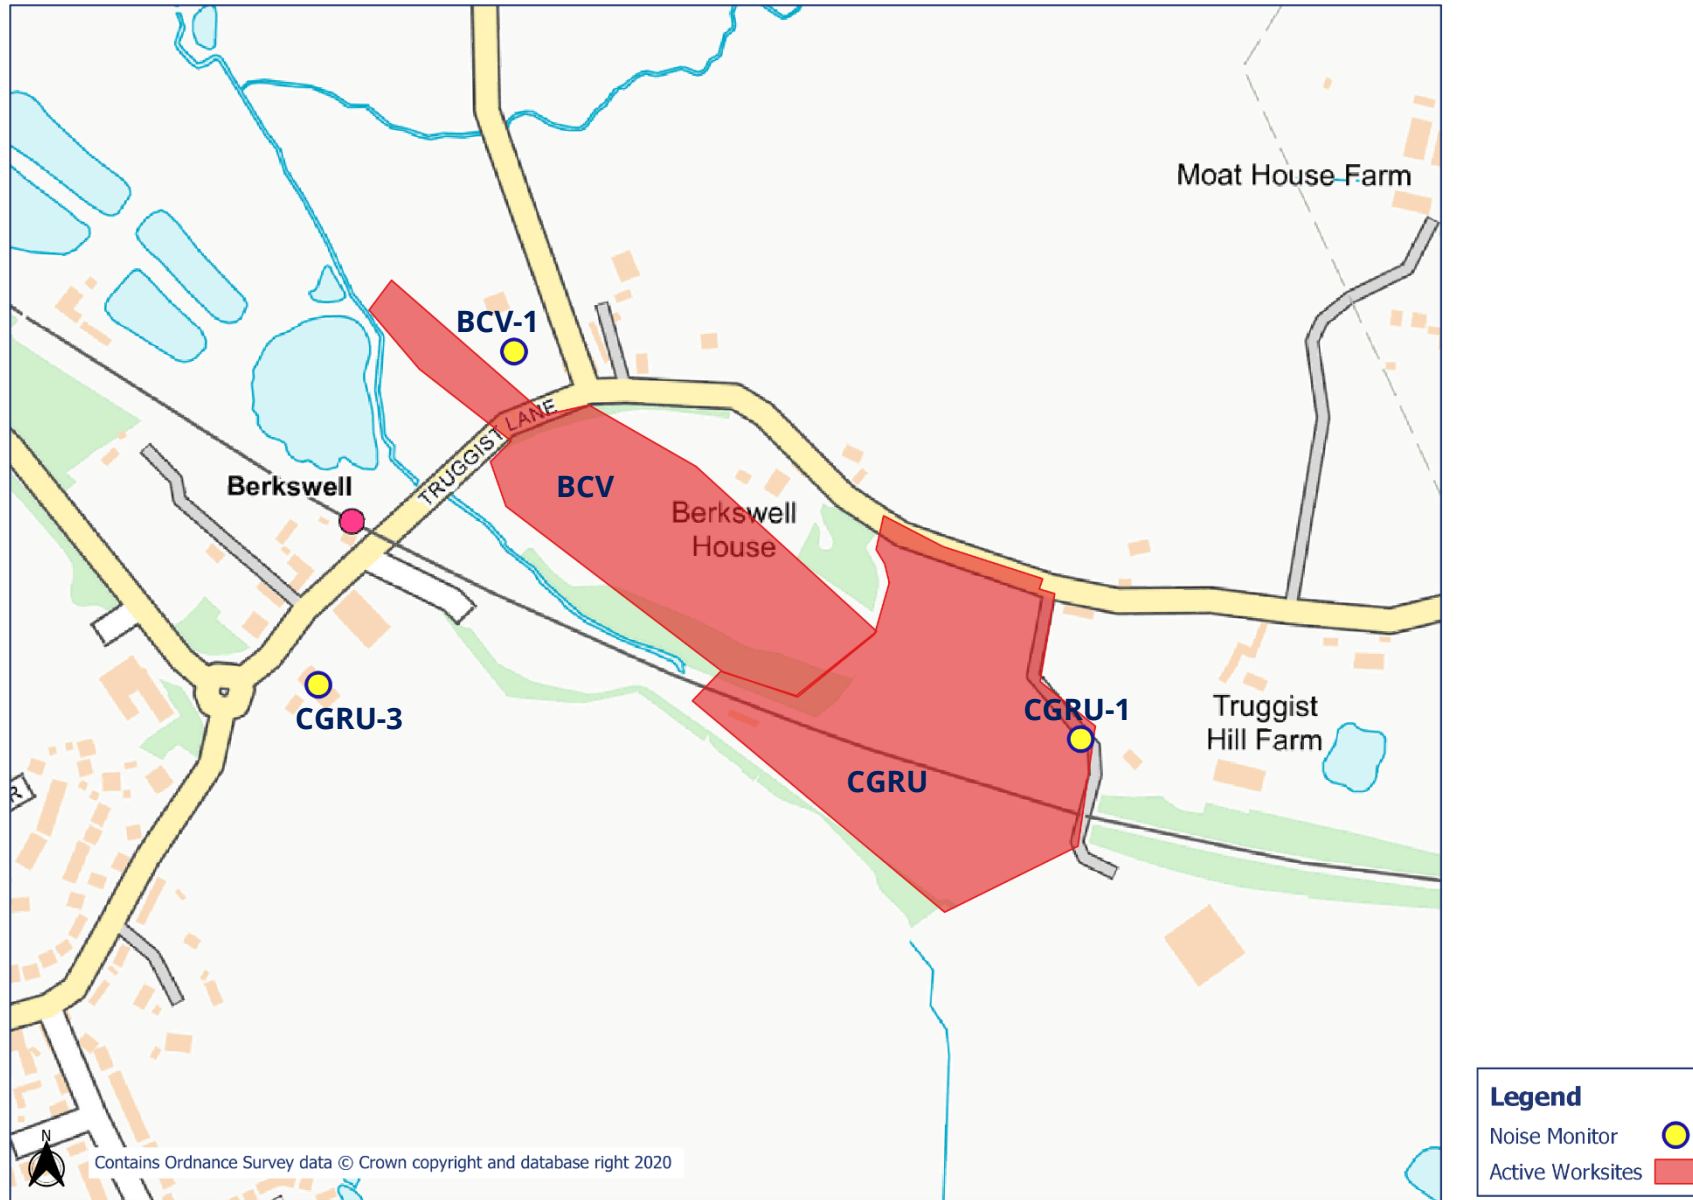 Moat House Farm
BCV-1
TRUGGIST LANE
Berkswell
BCV
Berkswell
House
CGRU-3
CGRU-1
Truggist
Hill Farm
CGRU
R
N
Contains Ordnance Survey data © Crown copyright and database right 2020
Legend
Noise Monitor
Active Worksites